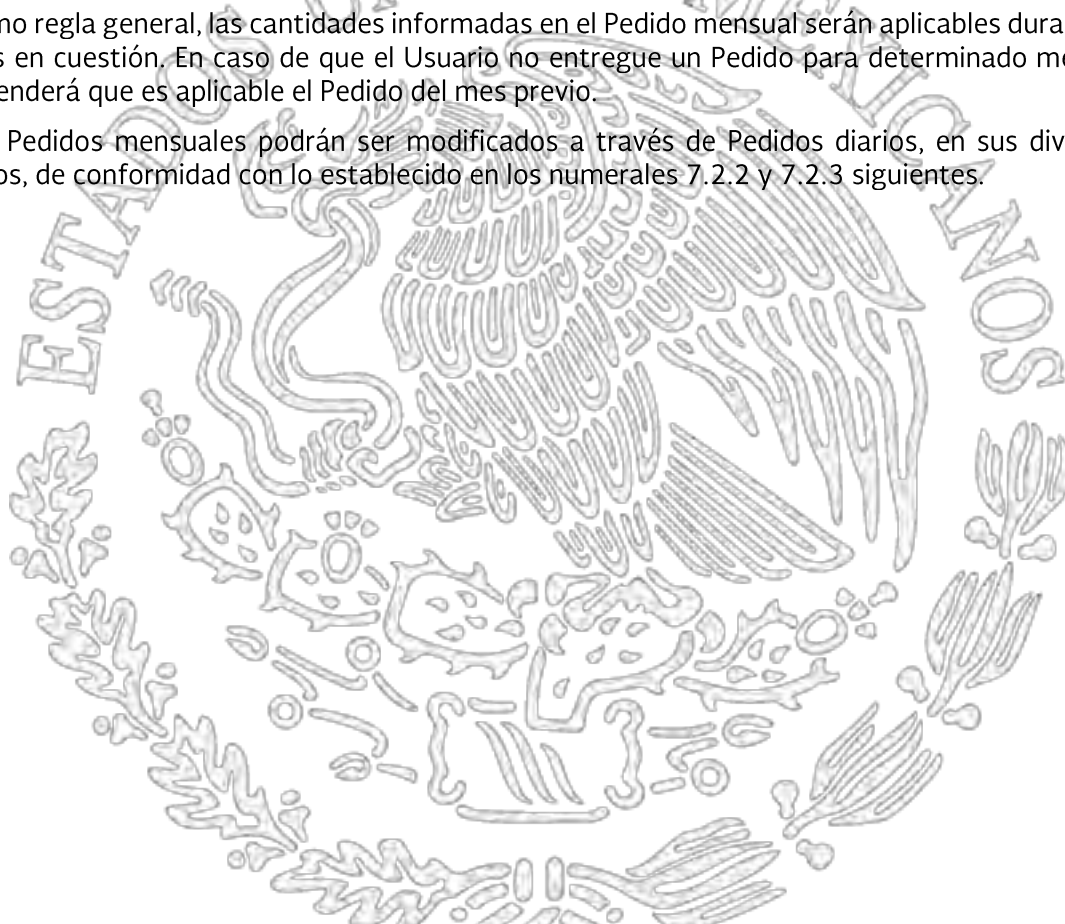 mo regla general, las cantidades informadas en el Pedido mensual serán aplicables dura
s en cuestión. En caso de que el Usuario no entregue un Pedido para determinado me
enderá que es aplicable el Pedido del mes previo.
Pedidos mensuales podrán ser modificados a través de Pedidos diarios, en sus div
os, de conformidad con lo establecido en los numerales 7.2.2 y 7.2.3 siguientes.
ESTADOS
MEXICANOS